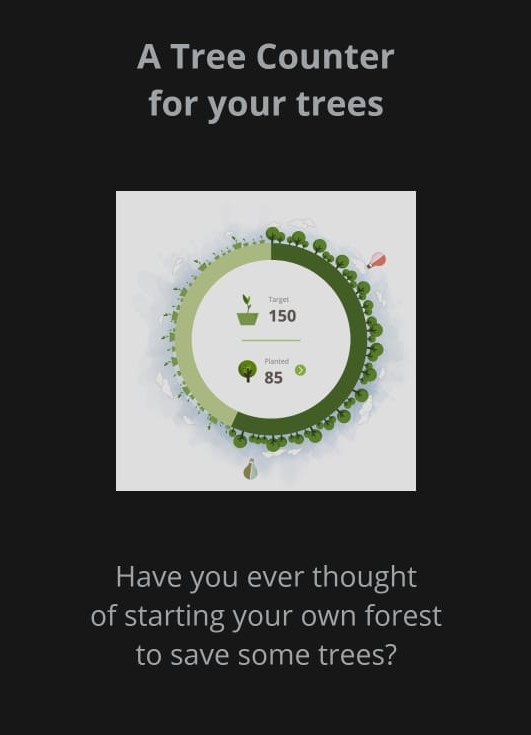 A Tree Counter
for your trees
Target
150
Planted
85
Have you ever thought
of starting your own forest
to save some trees?